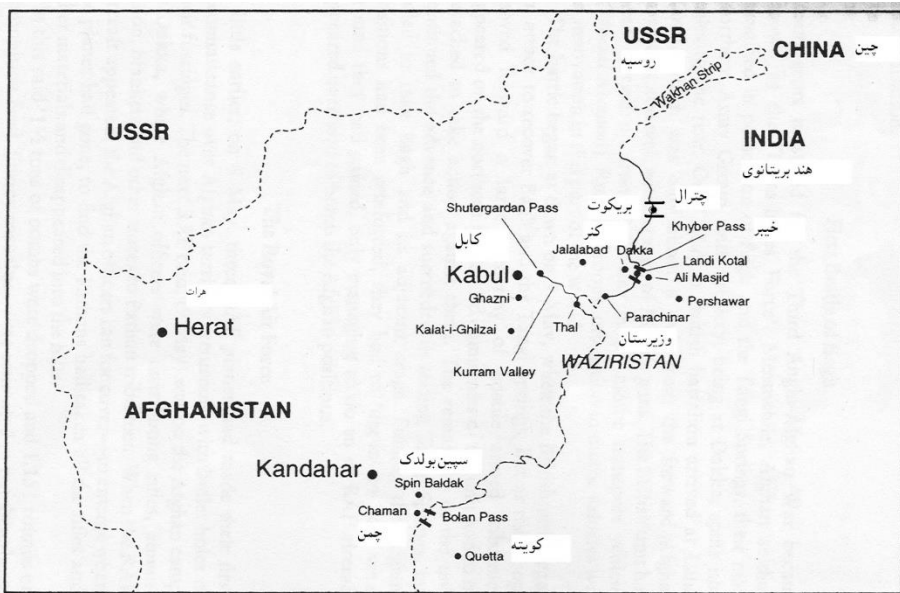 USSR
روسیه
CHINA
چین
Wakhan Strip
USSR
INDIA
هند بریتانوی
Shutergardan Pass
بریکوت
چترال
کنر
Khyber Pass
خیبر
کابل
Jalalabad
Dakka
Landi Kotal
Kabul
Ali Masjid
Ghazni
Pershawar
هرات
Parachinar
Herat
Kalat-i-Ghilzai
Thal
وزیرستان
WAZIRISTAN
Kurram Valley
AFGHANISTAN
Kandahar
سپین بولدک
Spin Baldak
Chaman
Bolan Pass
چمن
کویته
Quetta